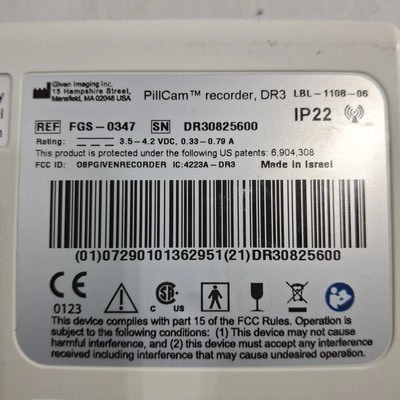 Given Imaging Inc.
15 Hampshire Street,
Mansfield, MA 02048 USA
PillCam™ recorder, DR3 LBL-1108-06
REF FGS-0347 SN DR30825600 IP22
Rating: 3.5-4.2 VDC, 0.33-0.79 A
This product is protected under the following US patents: 6,904,308
FCC ID: O8PGIVENRECORDER IC:4223A-DR3 Made in Israel
(01)07290101362951(21)DR30825600
CE
0123
C US
This device complies with part 15 of the FCC Rules. Operation is
subject to the following conditions: (1) This device may not cause
harmful interference and (2) this device must accept any interference
received including interference that may cause undesired operation.